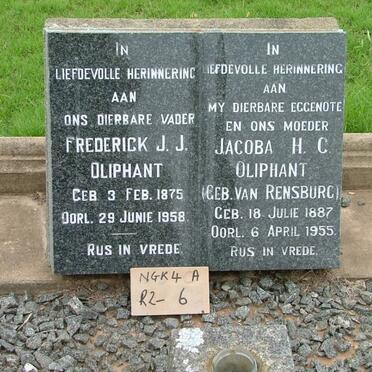 IN
LIEFDEVOLLE HERINNERING
AAN
ONS DIERBARE VADER
FREDERICK J. J.
OLIPHANT
GEB 3 FEB. 1875
OORL. 29 JUNIE 1958
RUS IN VREDE
IN
LIEFDEVOLLE HERINNERING
AAN
MY DIERBARE EGGENOTE
EN ONS MOEDER
JACOBA H. C.
OLIPHANT
(GEB. VAN RENSBURG)
GEB. 18 JULIE 1887
OORL. 6 APRIL 1955.
RUS IN VREDE.
NGK4 A
R2- 6